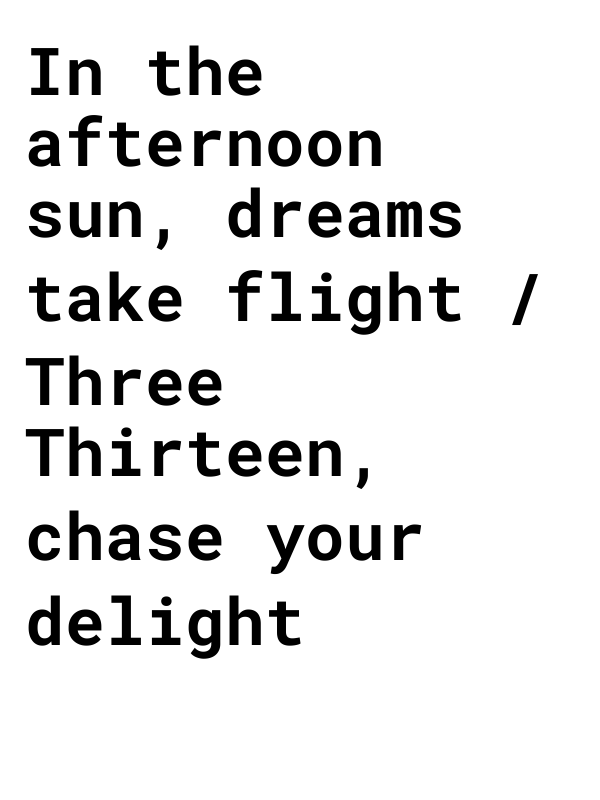 In the
afternoon
sun, dreams
take flight /
Three
Thirteen,
chase your
delight